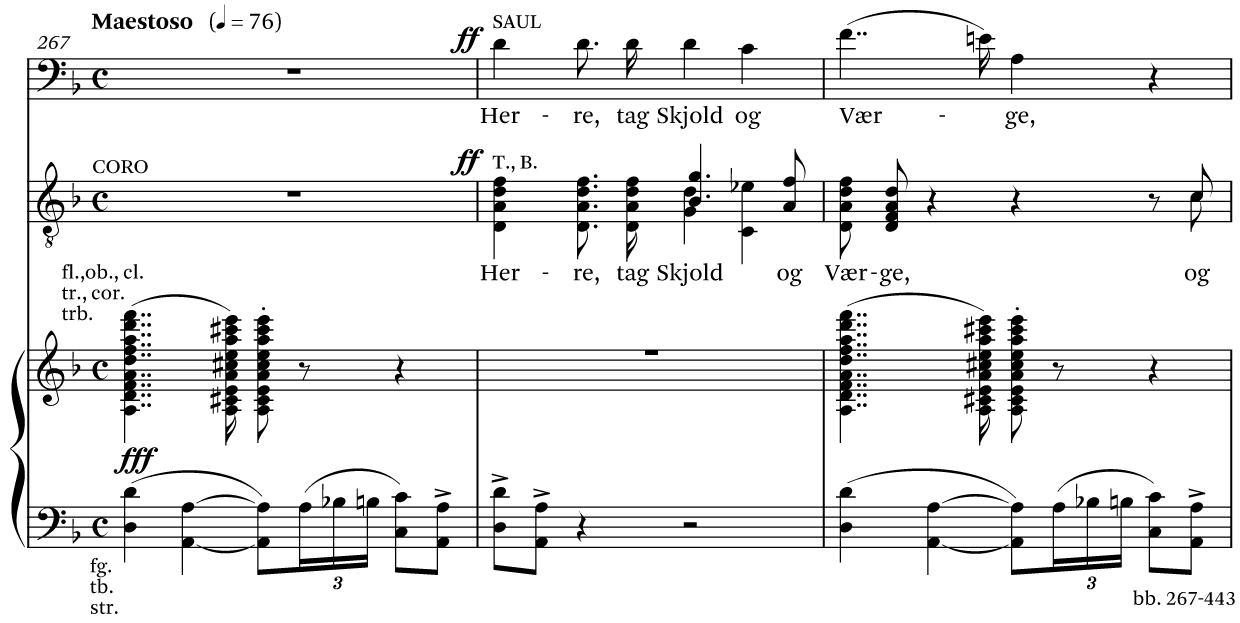 Maestoso (♩ = 76)
267
ff SAUL
Her - re, tag Skjold og Vær - ge,
CORO
ff T., B.
Her - re, tag Skjold og Vær - ge, og
fl., ob., cl.
tr., cor.
trb.
fff
3 3
fg.
tb.
str.
bb. 267-443